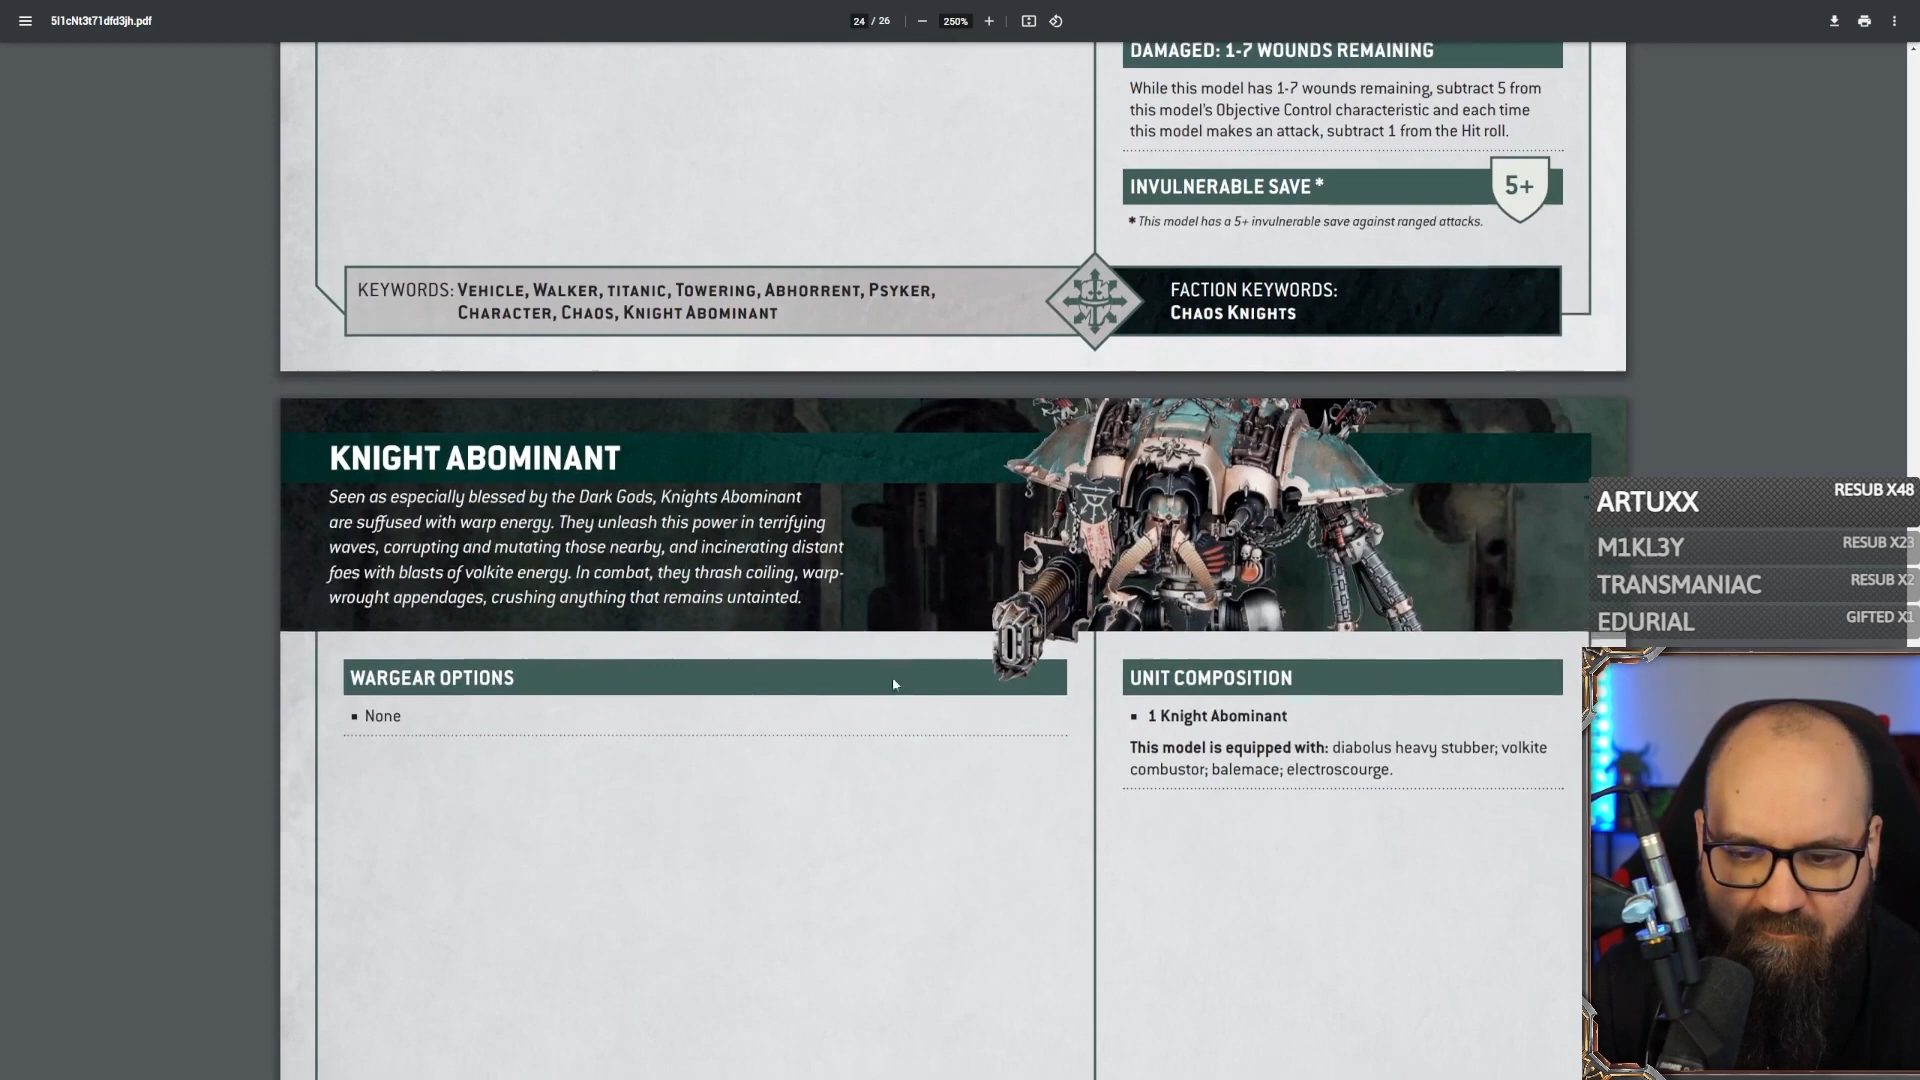 5l1cNt3t71dfd3jh.pdf
24 / 26
250%
DAMAGED: 1-7 WOUNDS REMAINING
While this model has 1-7 wounds remaining, subtract 5 from
this model's Objective Control characteristic and each time
this model makes an attack, subtract 1 from the Hit roll.
INVULNERABLE SAVE *
5+
* This model has a 5+ invulnerable save against ranged attacks.
KEYWORDS: VEHICLE, WALKER, TITANIC, TOWERING, ABHORRENT, PSYKER,
CHARACTER, CHAOS, KNIGHT ABOMINANT
FACTION KEYWORDS:
CHAOS KNIGHTS
KNIGHT ABOMINANT
Seen as especially blessed by the Dark Gods, Knights Abominant
are suffused with warp energy. They unleash this power in terrifying
waves, corrupting and mutating those nearby, and incinerating distant
foes with blasts of volkite energy. In combat, they thrash coiling, warp-
wrought appendages, crushing anything that remains untainted.
WARGEAR OPTIONS
▪ None
UNIT COMPOSITION
▪ 1 Knight Abominant
This model is equipped with: diabolus heavy stubber; volkite
combustor; balemace; electroscourge.
ARTUXX RESUB X48
M1KL3Y RESUB X23
TRANSMANIAC RESUB X2
EDURIAL GIFTED X1